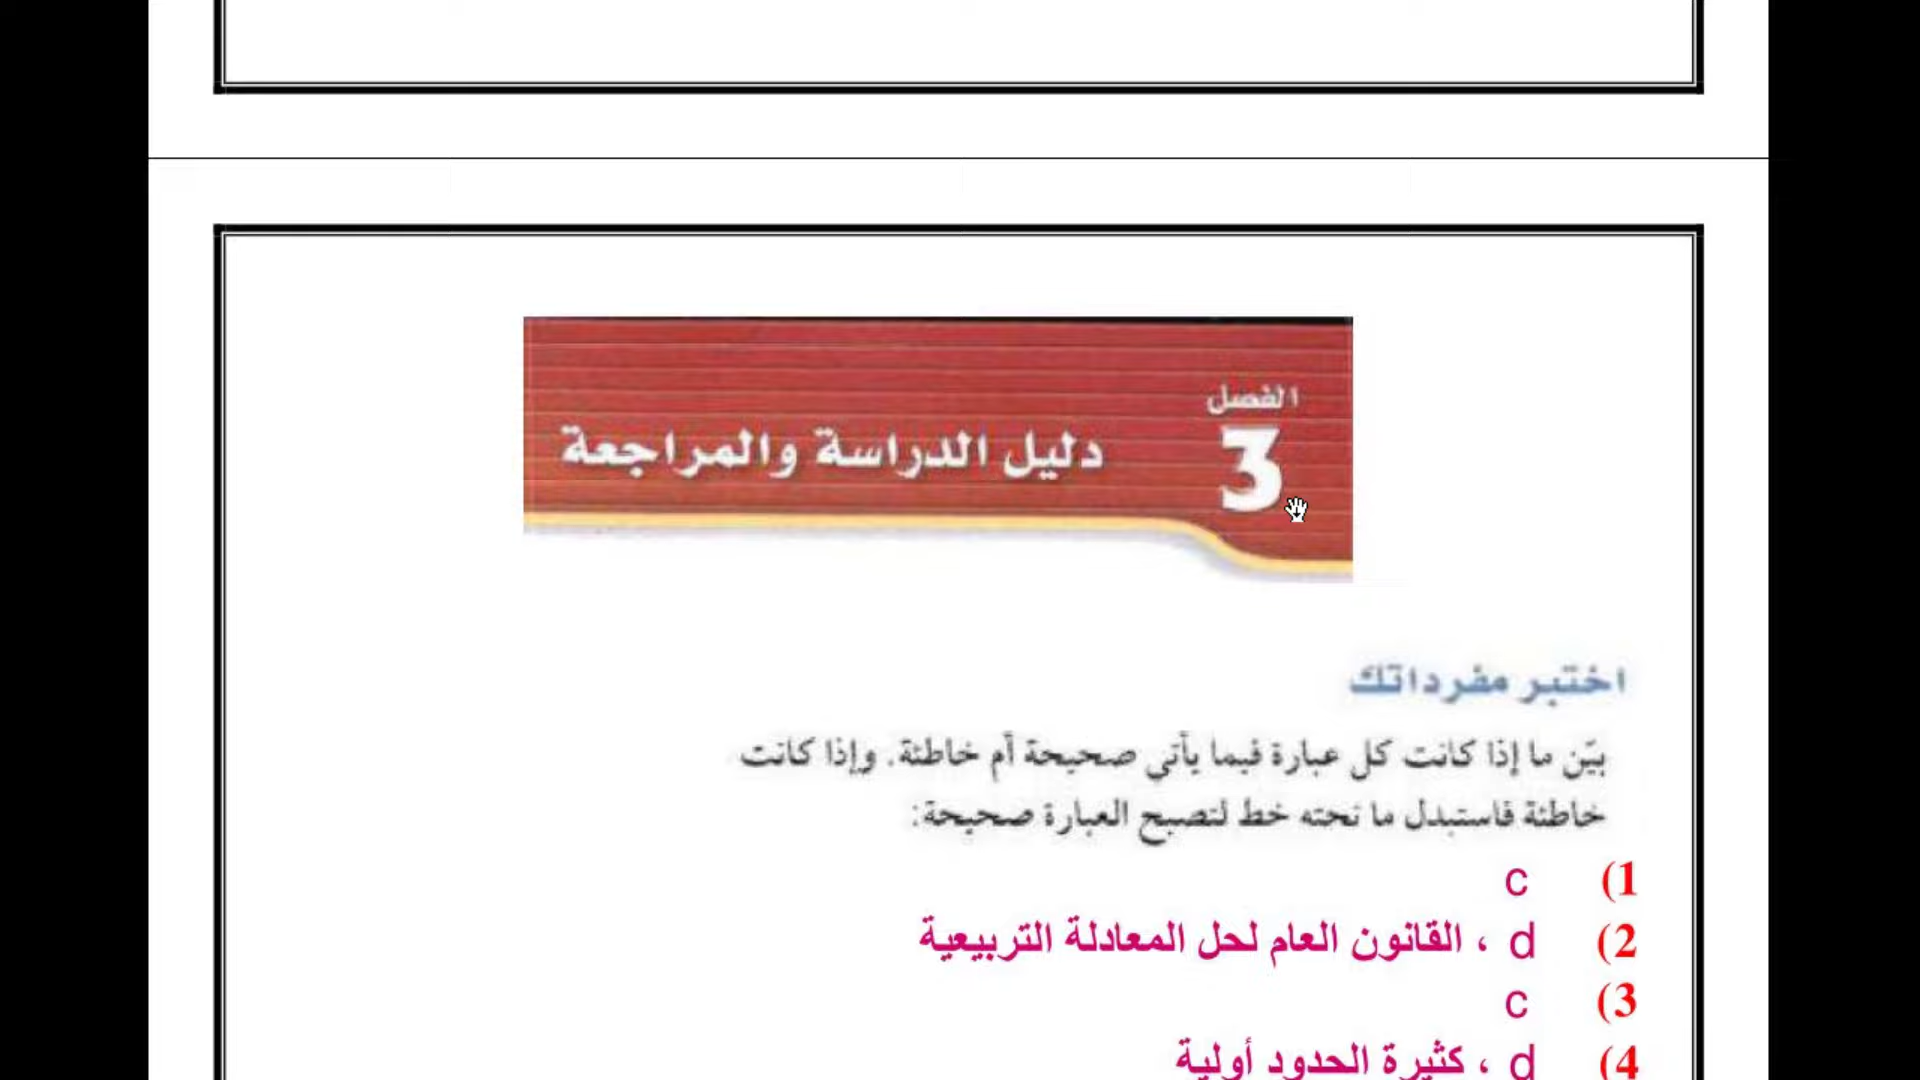 الفصل
3
دليل الدراسة والمراجعة
اختبر مفرداتك
بيّن ما إذا كانت كل عبارة فيما يأتي صحيحة أم خاطئة. وإذا كانت
خاطئة فاستبدل ما تحته خط لتصبح العبارة صحيحة:
1) c
2) d ، القانون العام لحل المعادلة التربيعية
3) c
4) d ، كثيرة الحدود أولية